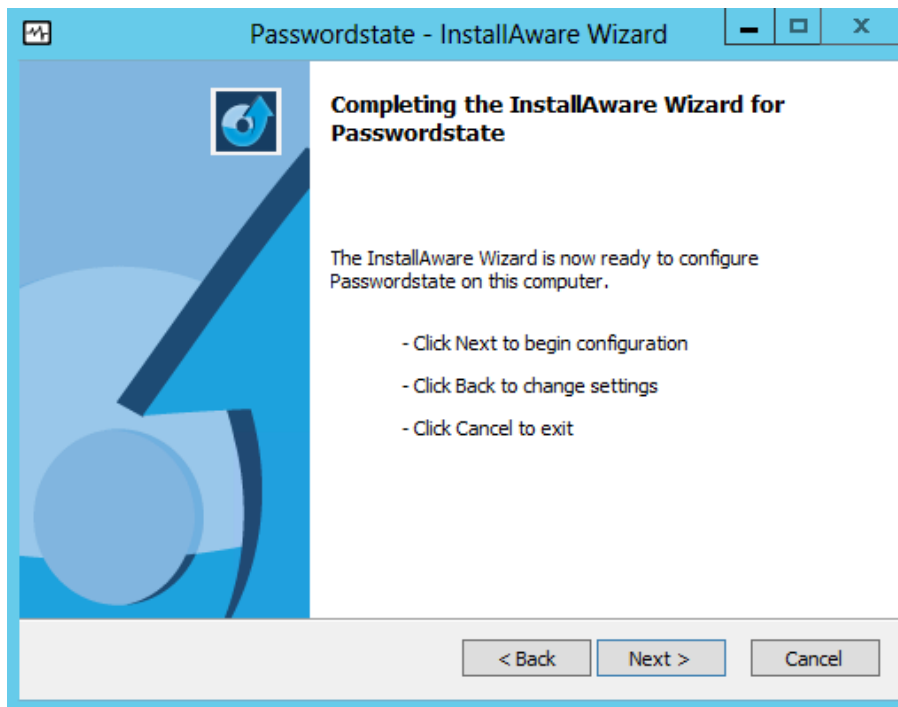 Passwordstate - InstallAware Wizard
Completing the InstallAware Wizard for
Passwordstate
The InstallAware Wizard is now ready to configure
Passwordstate on this computer.
- Click Next to begin configuration
- Click Back to change settings
- Click Cancel to exit
< Back Next > Cancel